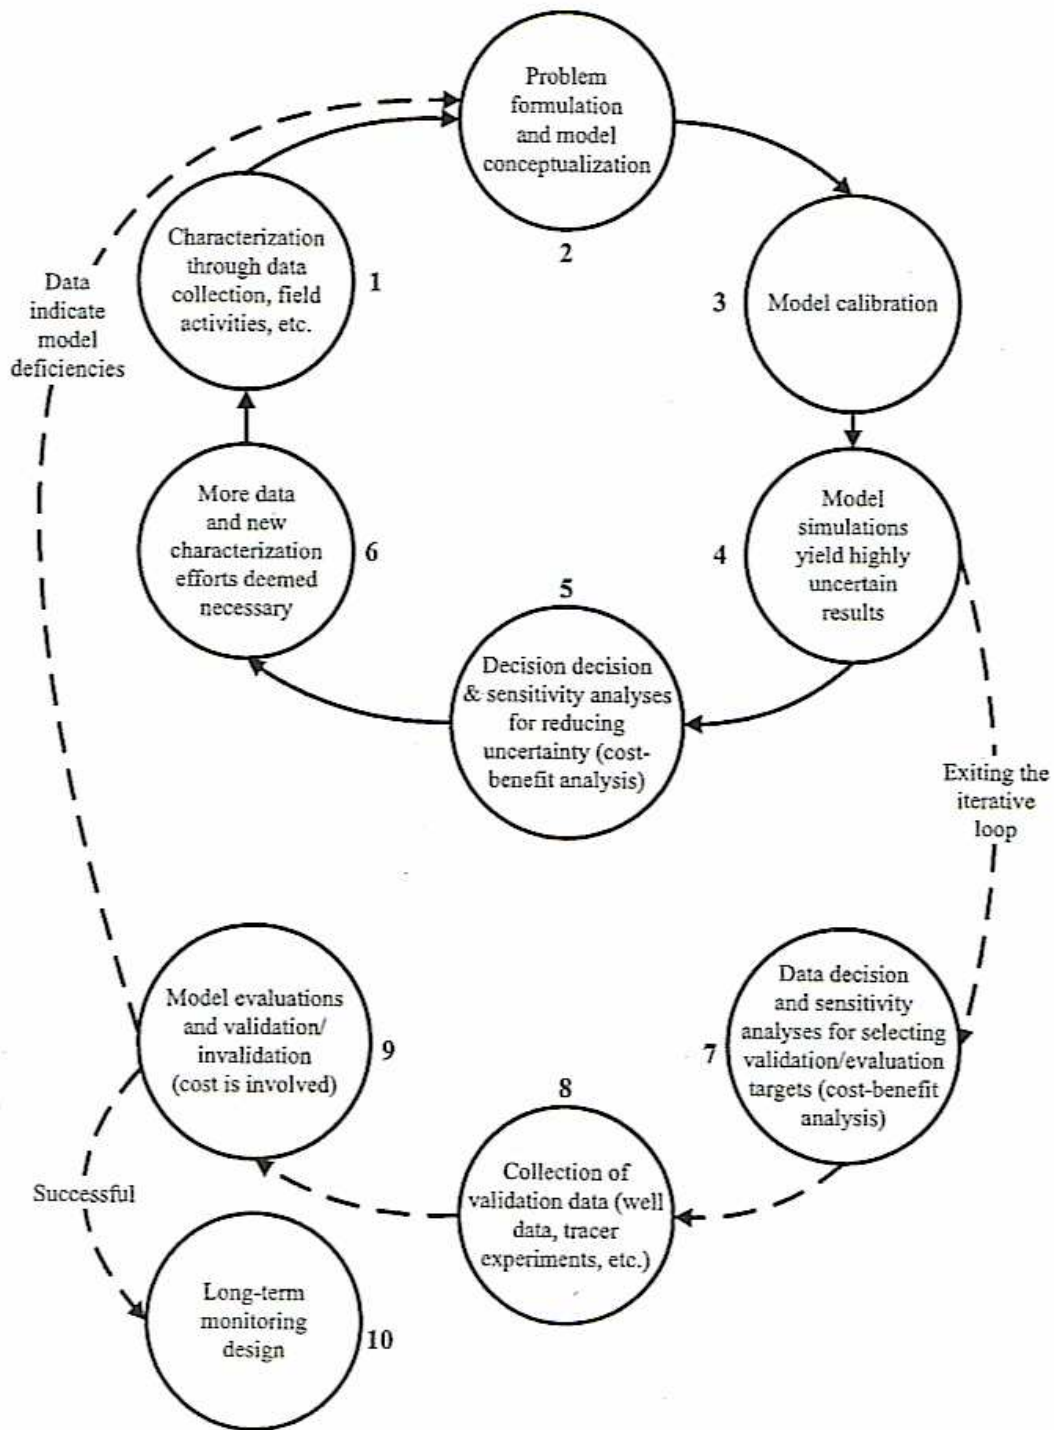 Problem
formulation
and model
conceptualization
2
Characterization
through data
collection, field
activities, etc.
1
Data
indicate
model
deficiencies
3
Model calibration
More data
and new
characterization
efforts deemed
necessary
6
4
Model
simulations
yield highly
uncertain
results
5
Decision decision
& sensitivity analyses
for reducing
uncertainty (cost-
benefit analysis)
Exiting the
iterative
loop
Data decision
and sensitivity
analyses for selecting
validation/evaluation
targets (cost-benefit
analysis)
7
8
Collection of
validation data (well
data, tracer
experiments, etc.)
Model evaluations
and validation/
invalidation
(cost is involved)
9
Successful
Long-term
monitoring
design
10